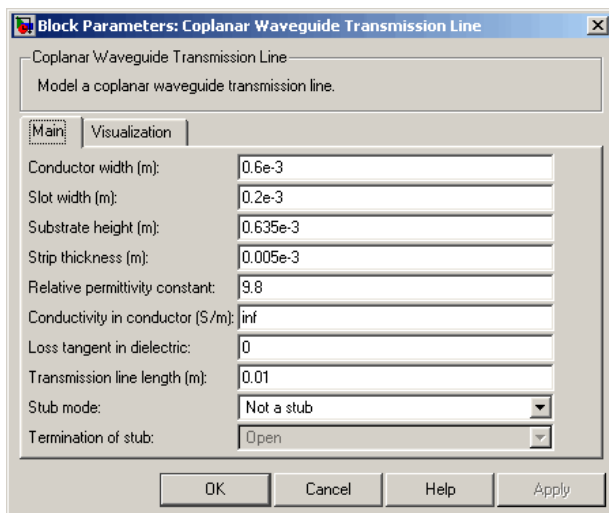 Block Parameters: Coplanar Waveguide Transmission Line
Coplanar Waveguide Transmission Line
Model a coplanar waveguide transmission line.
Main Visualization
Conductor width (m): 0.6e-3
Slot width (m): 0.2e-3
Substrate height (m): 0.635e-3
Strip thickness (m): 0.005e-3
Relative permittivity constant: 9.8
Conductivity in conductor (S/m): inf
Loss tangent in dielectric: 0
Transmission line length (m): 0.01
Stub mode: Not a stub
Termination of stub: Open
OK Cancel Help Apply